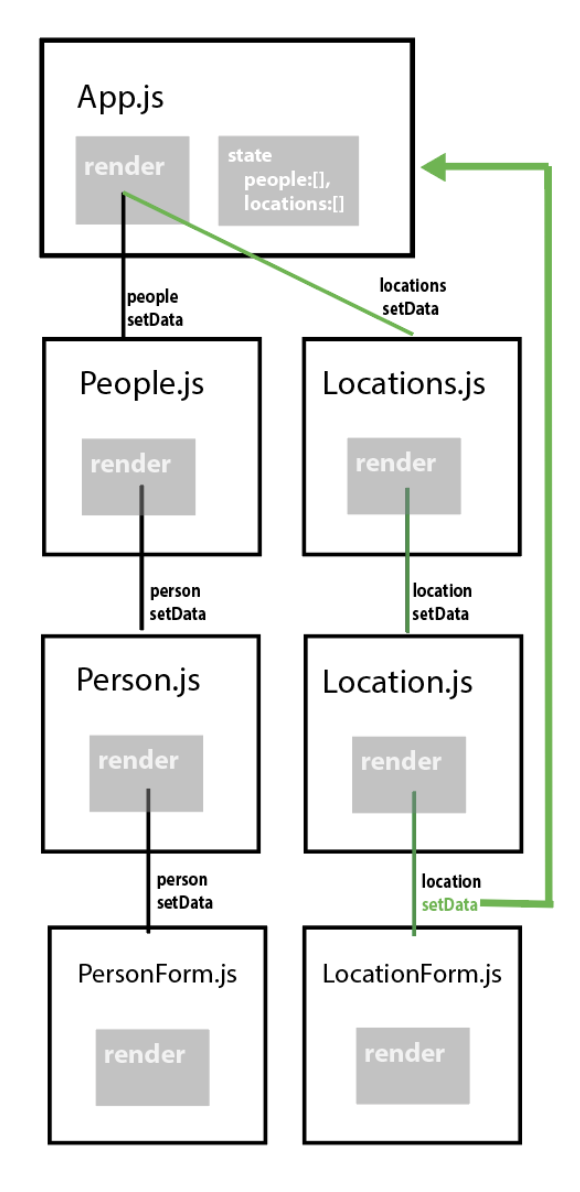 App.js
render
state
people:[],
locations:[]
people
setData
locations
setData
People.js
render
Locations.js
render
person
setData
location
setData
Person.js
render
Location.js
render
person
setData
location
setData
PersonForm.js
render
LocationForm.js
render